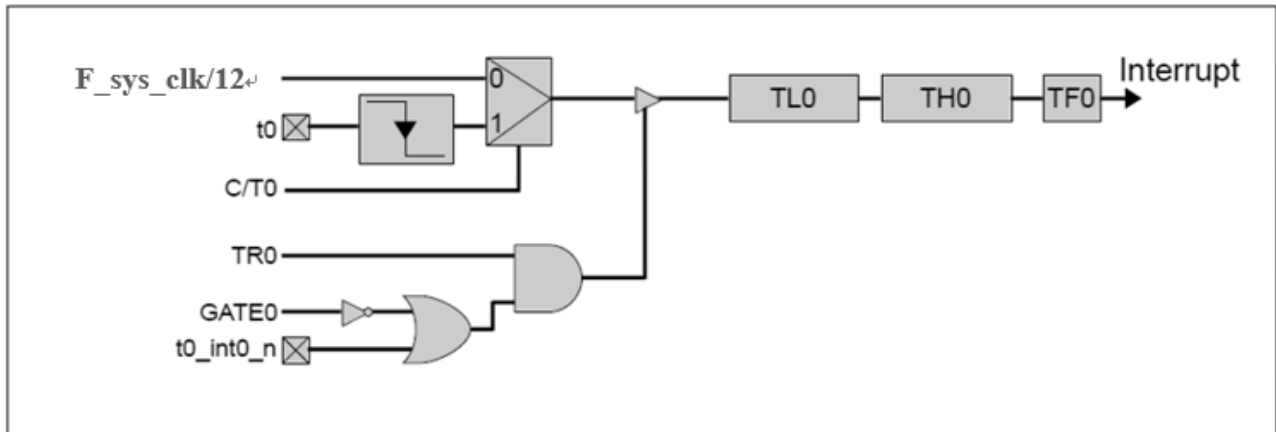 F_sys_clk/12↵
0
t0
1
C/T0
TR0
GATE0
t0_int0_n
TL0
TH0
TF0
Interrupt